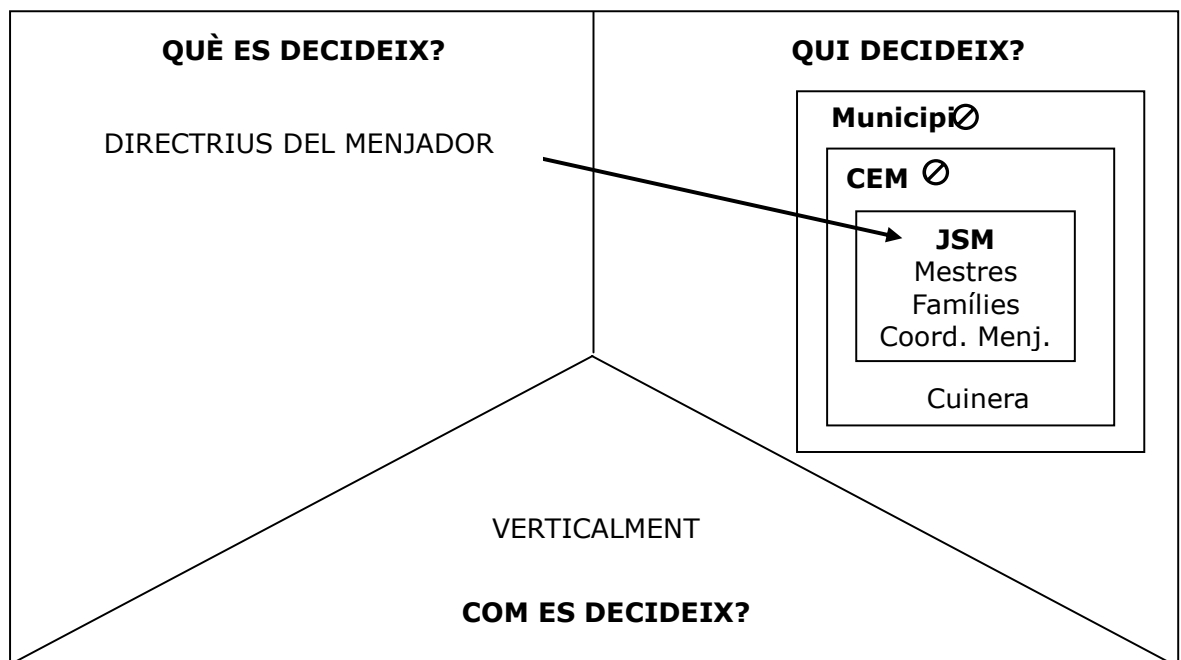 QUÈ ES DECIDEIX?
DIRECTRIUS DEL MENJADOR
QUI DECIDEIX?
Municipi
CEM
JSM
Mestres
Famílies
Coord. Menj.
Cuinera
VERTICALMENT
COM ES DECIDEIX?